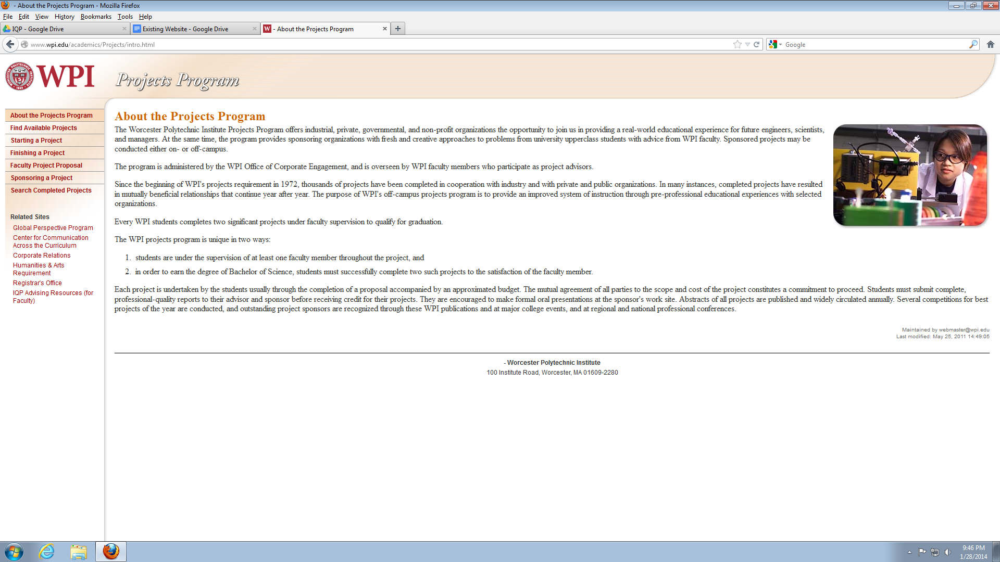 - About the Projects Program - Mozilla Firefox
File Edit View History Bookmarks Tools Help
IQP - Google Drive
Existing Website - Google Drive
W - About the Projects Program
www.wpi.edu/academics/Projects/intro.html
Google
WORCESTER POLYTECHNIC INSTITUTE
1865
WPI
Projects Program
About the Projects Program
Find Available Projects
Starting a Project
Finishing a Project
Faculty Project Proposal
Sponsoring a Project
Search Completed Projects
Related Sites
Global Perspective Program
Center for Communication
Across the Curriculum
Corporate Relations
Humanities & Arts
Requirement
Registrar's Office
IQP Advising Resources (for
Faculty)
About the Projects Program
The Worcester Polytechnic Institute Projects Program offers industrial, private, governmental, and non-profit organizations the opportunity to join us in providing a real-world educational experience for future engineers, scientists,
and managers. At the same time, the program provides sponsoring organizations with fresh and creative approaches to problems from university upperclass students with advice from WPI faculty. Sponsored projects may be
conducted either on- or off-campus.
The program is administered by the WPI Office of Corporate Engagement, and is overseen by WPI faculty members who participate as project advisors.
Since the beginning of WPI's projects requirement in 1972, thousands of projects have been completed in cooperation with industry and with private and public organizations. In many instances, completed projects have resulted
in mutually beneficial relationships that continue year after year. The purpose of WPI's off-campus projects program is to provide an improved system of instruction through pre-professional educational experiences with selected
organizations.
Every WPI students completes two significant projects under faculty supervision to qualify for graduation.
The WPI projects program is unique in two ways:
1. students are under the supervision of at least one faculty member throughout the project, and
2. in order to earn the degree of Bachelor of Science, students must successfully complete two such projects to the satisfaction of the faculty member.
Each project is undertaken by the students usually through the completion of a proposal accompanied by an approximated budget. The mutual agreement of all parties to the scope and cost of the project constitutes a commitment to proceed. Students must submit complete,
professional-quality reports to their advisor and sponsor before receiving credit for their projects. They are encouraged to make formal oral presentations at the sponsor's work site. Abstracts of all projects are published and widely circulated annually. Several competitions for best
projects of the year are conducted, and outstanding project sponsors are recognized through these WPI publications and at major college events, and at regional and national professional conferences.
Maintained by webmaster@wpi.edu
Last modified: May 25, 2011 14:49:05
- Worcester Polytechnic Institute
100 Institute Road, Worcester, MA 01609-2280
9:46 PM
1/28/2014